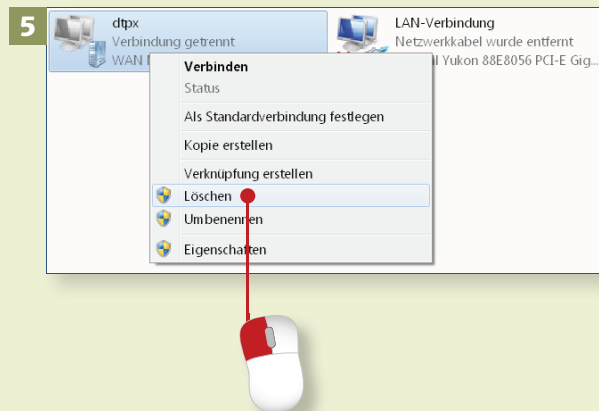 5
dtpx
Verbindung getrennt
WAN
LAN-Verbindung
Netzwerkkabel wurde entfernt
Yukon 88E8056 PCI-E Gig...
Verbinden
Status
Als Standardverbindung festlegen
Kopie erstellen
Verknüpfung erstellen
Löschen
Umbenennen
Eigenschaften